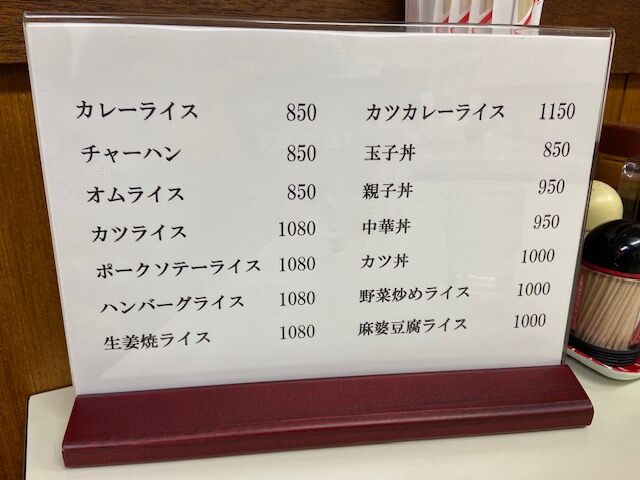 カレーライス 850
チャーハン 850
オムライス 850
カツライス 1080
ポークソテーライス 1080
ハンバーグライス 1080
生姜焼ライス 1080
カツカレーライス 1150
玉子丼 850
親子丼 950
中華丼 950
カツ丼 1000
野菜炒めライス 1000
麻婆豆腐ライス 1000